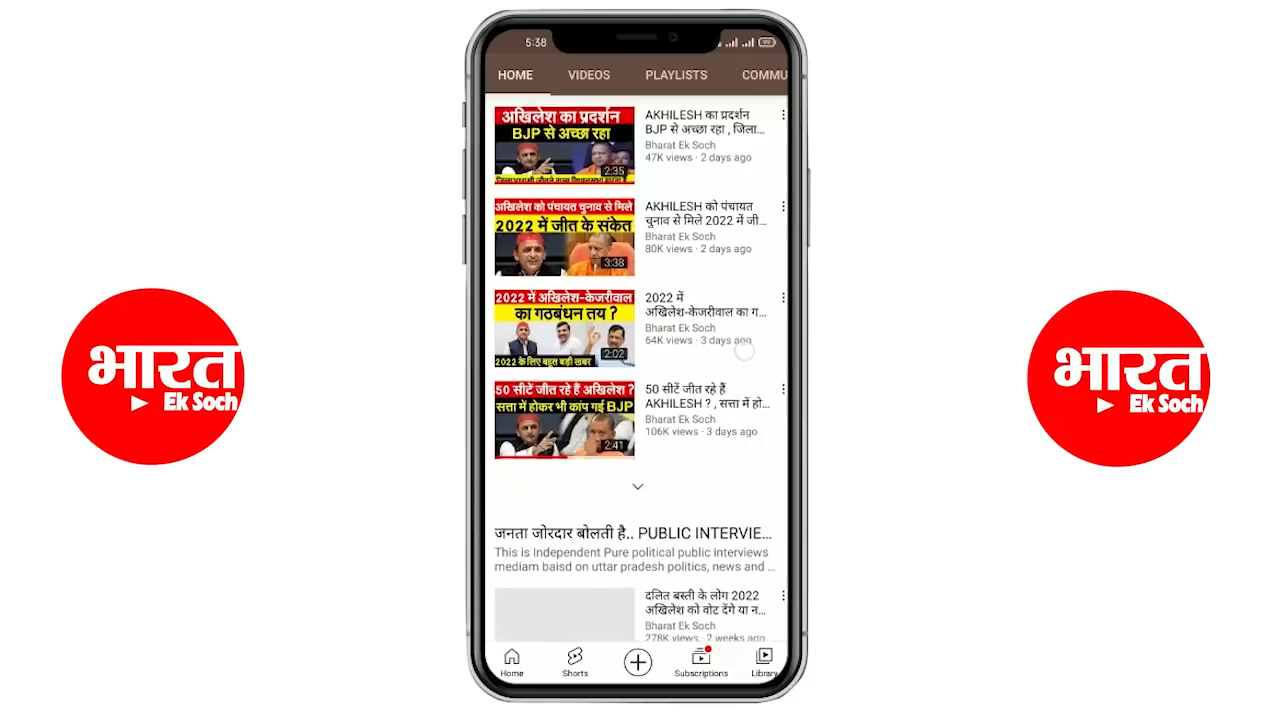 5:38
HOME VIDEOS PLAYLISTS COMMU
अखिलेश का प्रदर्शन
BJP से अच्छा रहा
2:35
AKHILESH का प्रदर्शन
BJP से अच्छा रहा , जिला...
Bharat Ek Soch
47K views · 2 days ago
अखिलेश को पंचायत चुनाव से मिले
2022 में जीत के संकेत
3:38
AKHILESH को पंचायत
चुनाव से मिले 2022 में जी...
Bharat Ek Soch
80K views · 2 days ago
2022 में अखिलेश-केजरीवाल
का गठबंधन तय ?
2022 के लिए बहुत बड़ी खबर
2:02
2022 में
अखिलेश-केजरीवाल का ग...
Bharat Ek Soch
64K views · 3 days ago
50 सीटें जीत रहे हैं अखिलेश ?
सत्ता में होकर भी कांप गई BJP
2:41
50 सीटें जीत रहे हैं
AKHILESH ? , सत्ता में हो...
Bharat Ek Soch
106K views · 3 days ago
जनता जोरदार बोलती है.. PUBLIC INTERVIE...
This is Independent Pure political public interviews
mediam baisd on uttar pradesh politics, news and ...
दलित बस्ती के लोग 2022
अखिलेश को वोट देंगे या न...
Bharat Ek Soch
278K views · 2 weeks ago
Home Shorts Subscriptions Library
भारत
Ek Soch
भारत
Ek Soch